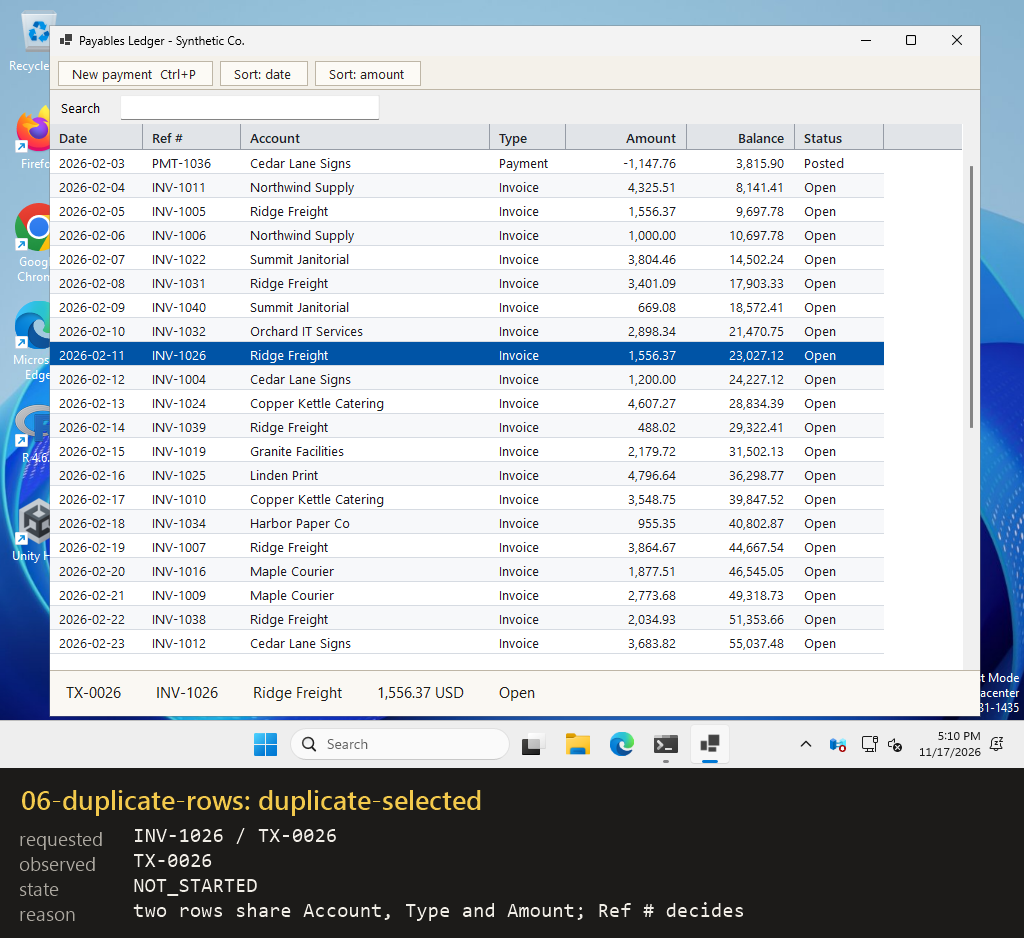 Payables Ledger - Synthetic Co.
New payment Ctrl+P Sort: date Sort: amount
Search
Date Ref # Account Type Amount Balance Status
2026-02-03 PMT-1036 Cedar Lane Signs Payment -1,147.76 3,815.90 Posted
2026-02-04 INV-1011 Northwind Supply Invoice 4,325.51 8,141.41 Open
2026-02-05 INV-1005 Ridge Freight Invoice 1,556.37 9,697.78 Open
2026-02-06 INV-1006 Northwind Supply Invoice 1,000.00 10,697.78 Open
2026-02-07 INV-1022 Summit Janitorial Invoice 3,804.46 14,502.24 Open
2026-02-08 INV-1031 Ridge Freight Invoice 3,401.09 17,903.33 Open
2026-02-09 INV-1040 Summit Janitorial Invoice 669.08 18,572.41 Open
2026-02-10 INV-1032 Orchard IT Services Invoice 2,898.34 21,470.75 Open
2026-02-11 INV-1026 Ridge Freight Invoice 1,556.37 23,027.12 Open
2026-02-12 INV-1004 Cedar Lane Signs Invoice 1,200.00 24,227.12 Open
2026-02-13 INV-1024 Copper Kettle Catering Invoice 4,607.27 28,834.39 Open
2026-02-14 INV-1039 Ridge Freight Invoice 488.02 29,322.41 Open
2026-02-15 INV-1019 Granite Facilities Invoice 2,179.72 31,502.13 Open
2026-02-16 INV-1025 Linden Print Invoice 4,796.64 36,298.77 Open
2026-02-17 INV-1010 Copper Kettle Catering Invoice 3,548.75 39,847.52 Open
2026-02-18 INV-1034 Harbor Paper Co Invoice 955.35 40,802.87 Open
2026-02-19 INV-1007 Ridge Freight Invoice 3,864.67 44,667.54 Open
2026-02-20 INV-1016 Maple Courier Invoice 1,877.51 46,545.05 Open
2026-02-21 INV-1009 Maple Courier Invoice 2,773.68 49,318.73 Open
2026-02-22 INV-1038 Ridge Freight Invoice 2,034.93 51,353.66 Open
2026-02-23 INV-1012 Cedar Lane Signs Invoice 3,683.82 55,037.48 Open
TX-0026 INV-1026 Ridge Freight 1,556.37 USD Open
Recycle
Firefo
Goog
Chron
Micros
Edge
R 4.6.
Unity H
t Mode
acenter
31-1435
Search
5:10 PM
11/17/2026
06-duplicate-rows: duplicate-selected
requested INV-1026 / TX-0026
observed TX-0026
state NOT_STARTED
reason two rows share Account, Type and Amount; Ref # decides